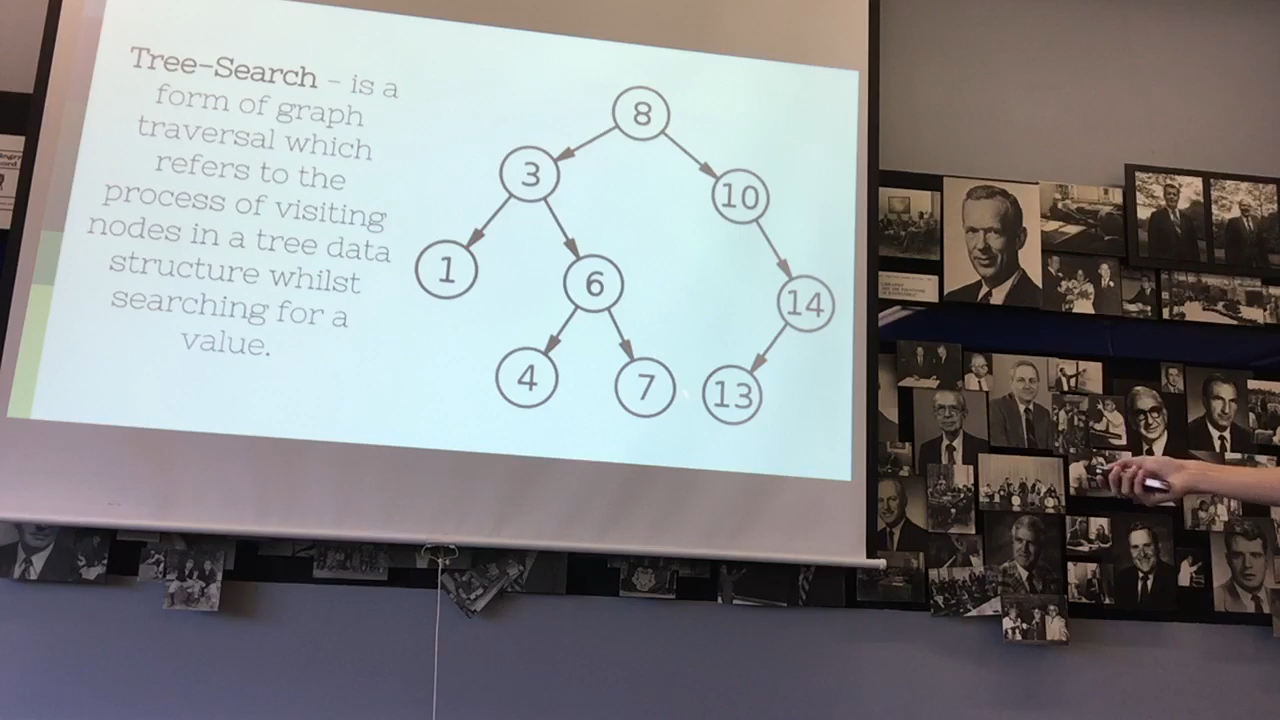 Tree-Search - is a
form of graph
traversal which
refers to the
process of visiting
nodes in a tree data
structure whilst
searching for a
value.
8
3
10
1
6
14
4
7
13